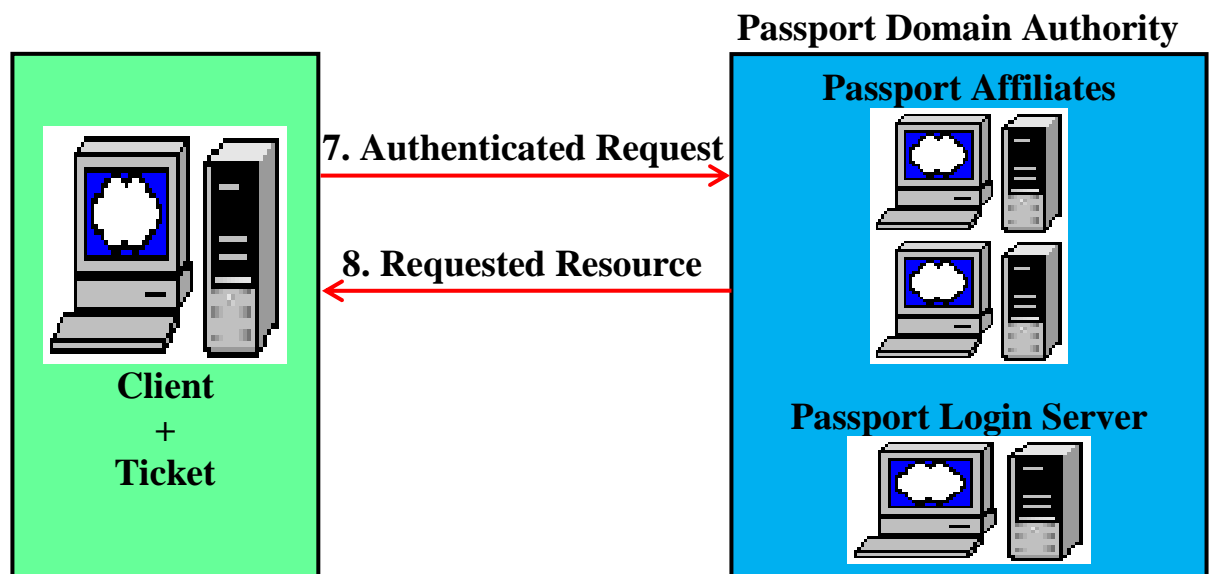 Passport Domain Authority
Passport Affiliates
7. Authenticated Request
8. Requested Resource
Client
+
Ticket
Passport Login Server